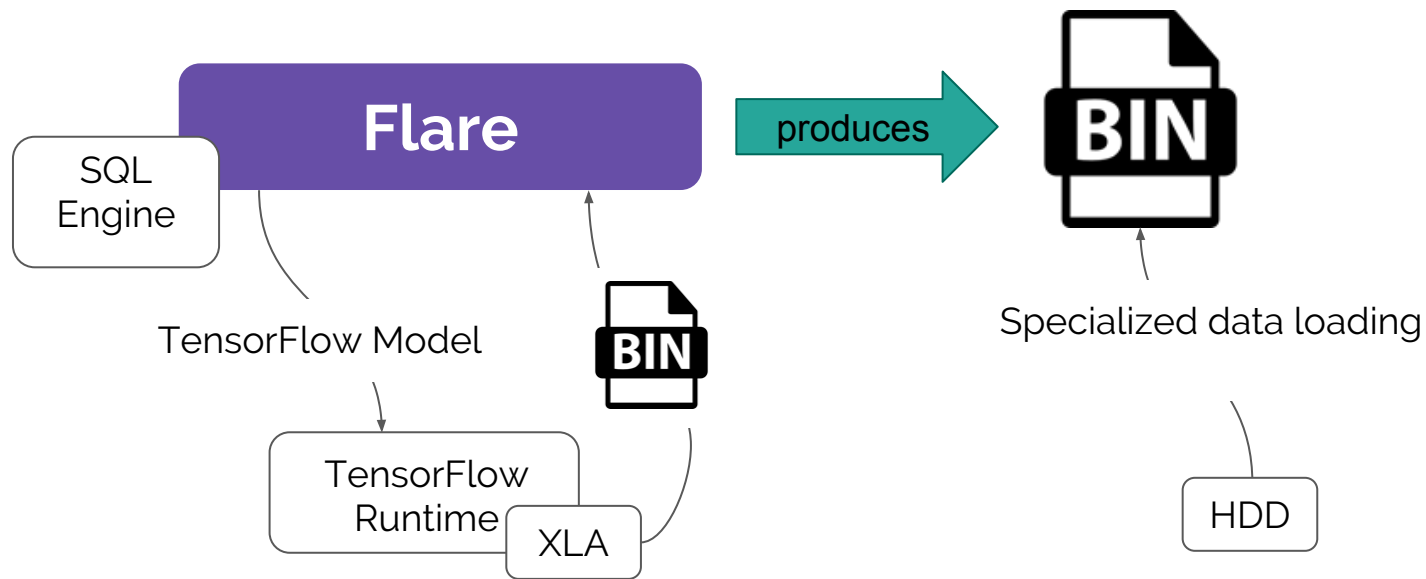 Flare
SQL
Engine
produces
BIN
TensorFlow Model
BIN
Specialized data loading
TensorFlow
Runtime
XLA
HDD